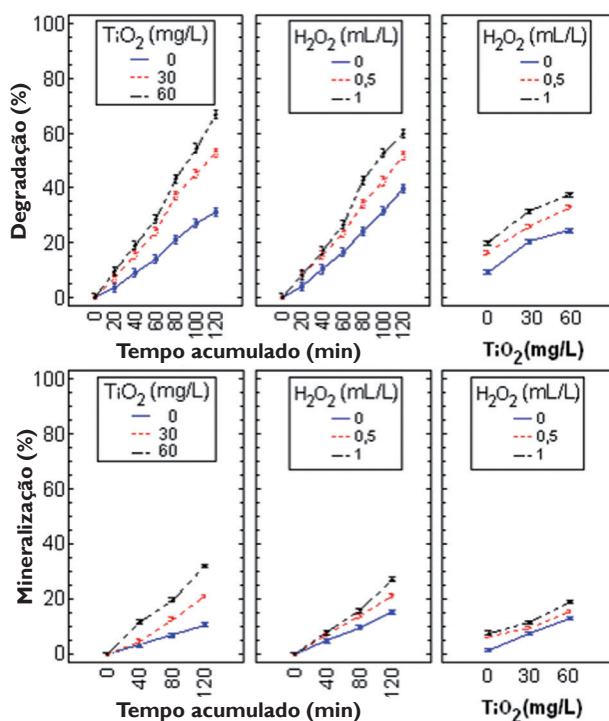 Degradação (%)
100
80
60
40
20
0
TiO2 (mg/L)
0
30
60
0 20 40 60 80 100 120
H2O2 (mL/L)
0
0,5
1
0 20 40 60 80 100 120
Tempo acumulado (min)
H2O2 (mL/L)
0
0,5
1
0 30 60
TiO2(mg/L)
Mineralização (%)
100
80
60
40
20
0
TiO2 (mg/L)
0
30
60
0 40 80 120
H2O2 (mL/L)
0
0,5
1
0 40 80 120
Tempo acumulado (min)
H2O2 (mL/L)
0
0,5
1
0 30 60
TiO2(mg/L)